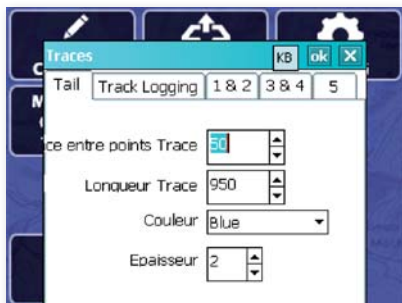 Traces KB ok X
Tail Track Logging 1 & 2 3 & 4 5
ce entre points Trace 50
Longueur Trace 950
Couleur Blue
Epaisseur 2